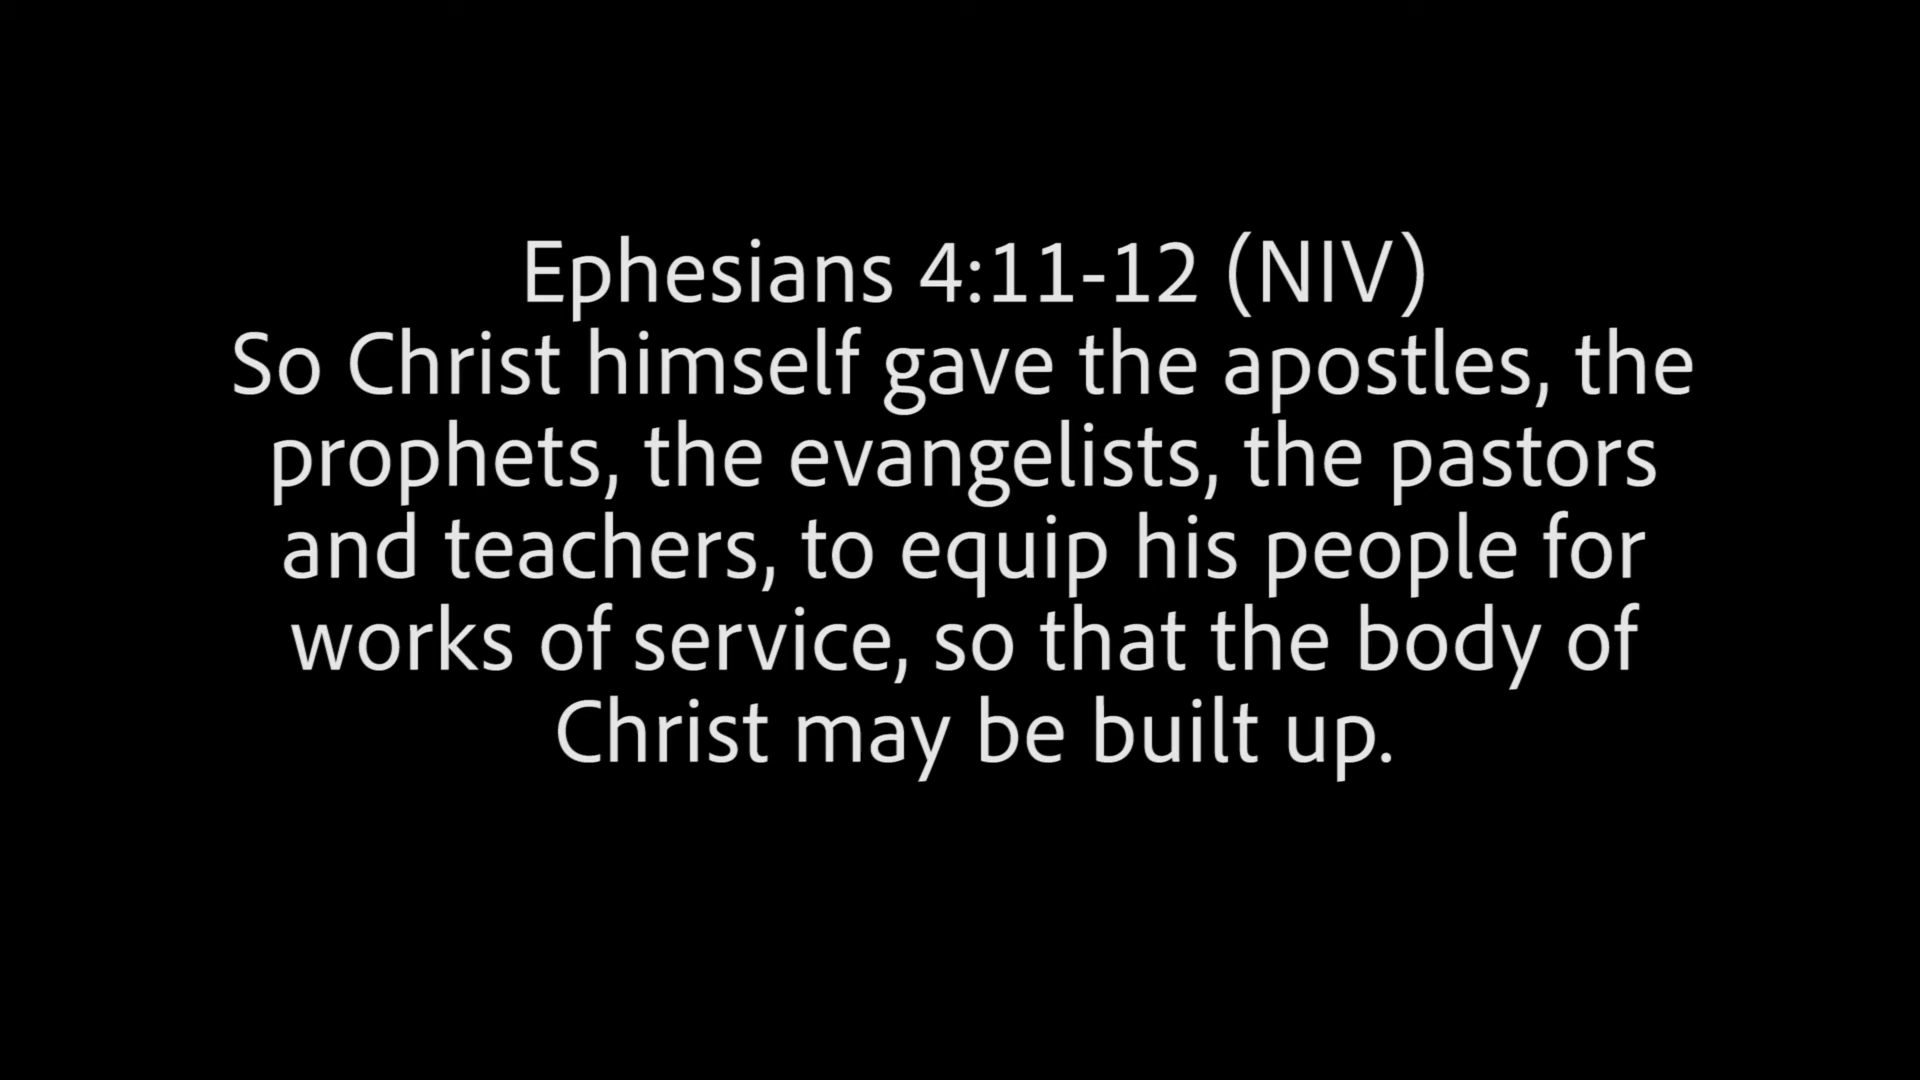 Ephesians 4:11-12 (NIV)
So Christ himself gave the apostles, the
prophets, the evangelists, the pastors
and teachers, to equip his people for
works of service, so that the body of
Christ may be built up.